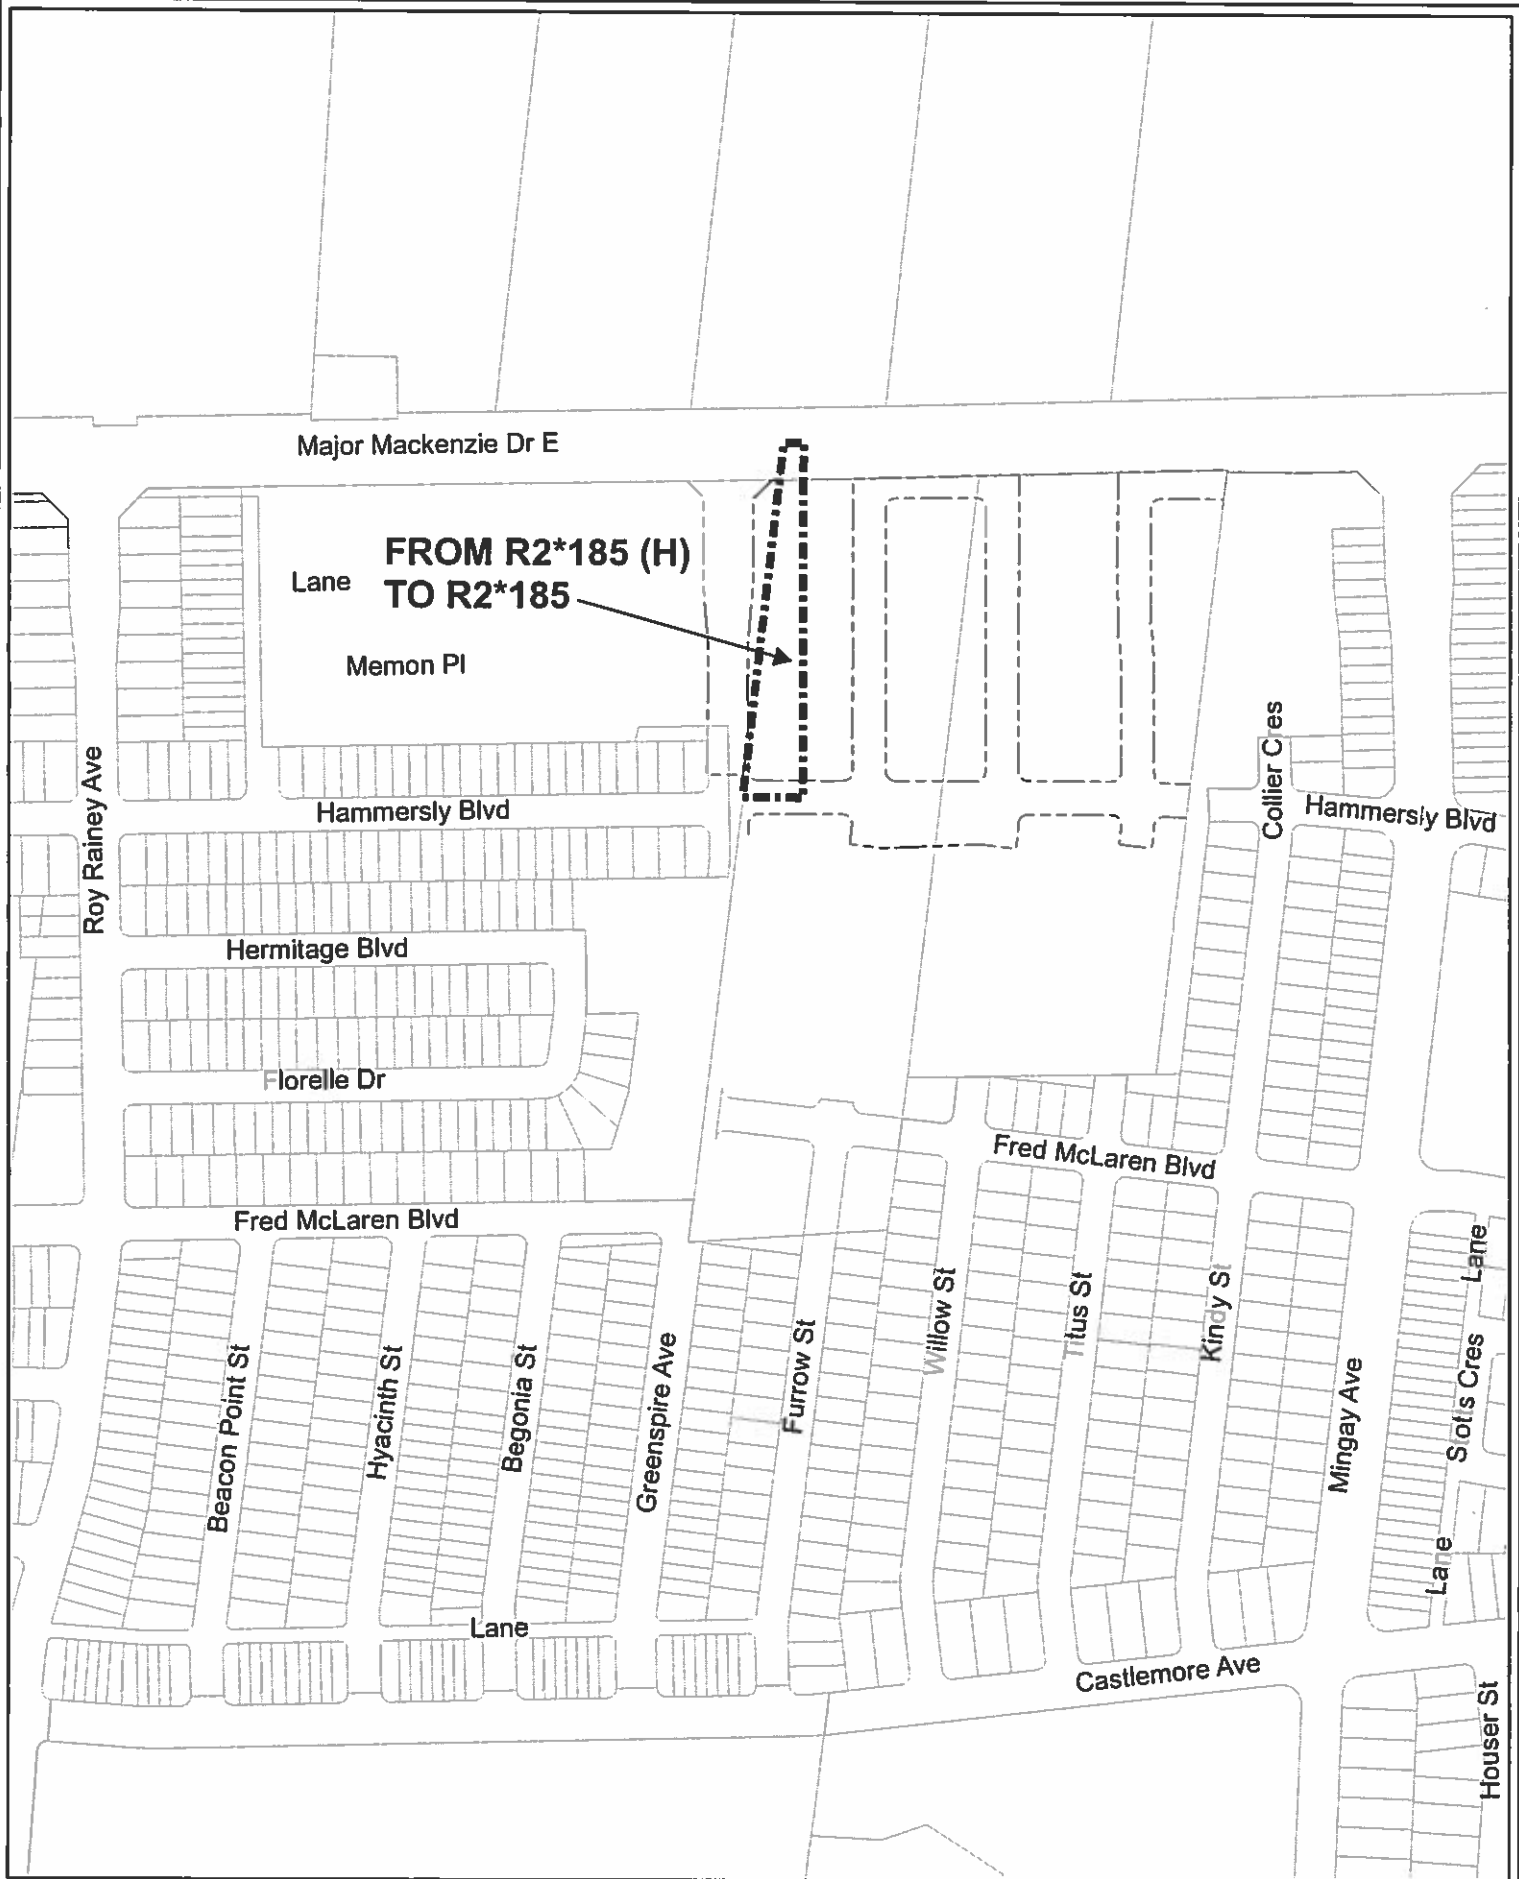 Major Mackenzie Dr E
FROM R2*185 (H)
TO R2*185
Lane
Memon Pl
Roy Rainey Ave
Hammersly Blvd
Collier Cres
Hammersly Blvd
Hermitage Blvd
Florelle Dr
Fred McLaren Blvd
Fred McLaren Blvd
Beacon Point St
Hyacinth St
Begonia St
Greenspire Ave
Furrow St
Willow St
Titus St
Kindy St
Mingay Ave
Lane
Stotts Cres
Lane
Lane
Castlemore Ave
Houser St